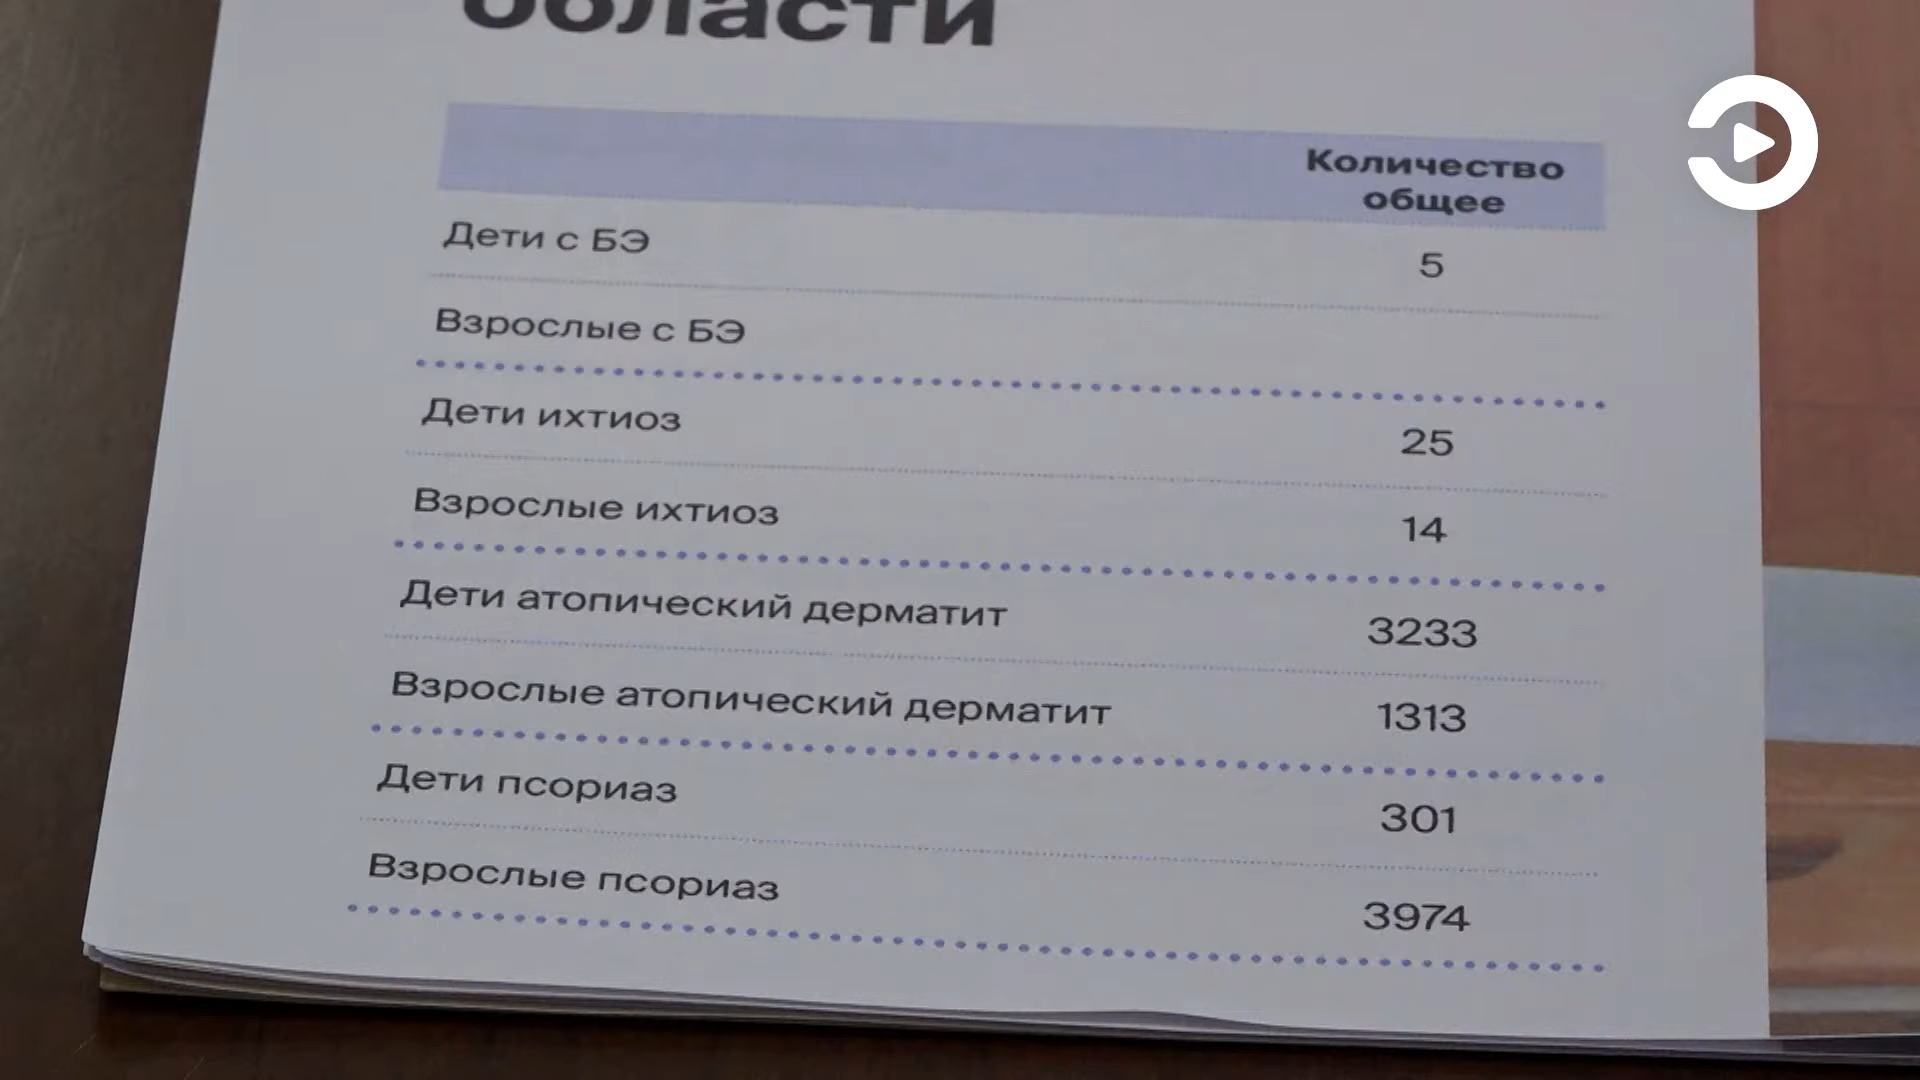 области
Количество
общее
Дети с БЭ 5
Взрослые с БЭ
Дети ихтиоз 25
Взрослые ихтиоз 14
Дети атопический дерматит 3233
Взрослые атопический дерматит 1313
Дети псориаз 301
Взрослые псориаз 3974